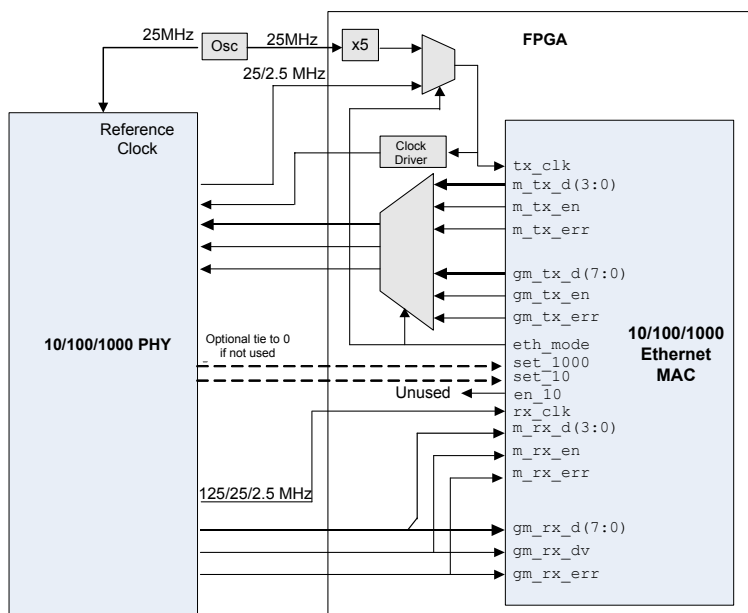 25MHz
Osc
25MHz
x5
FPGA
25/2.5 MHz
Reference
Clock
Clock
Driver
tx_clk
m_tx_d(3:0)
m_tx_en
m_tx_err
gm_tx_d(7:0)
gm_tx_en
gm_tx_err
10/100/1000 PHY
Optional tie to 0
if not used
eth_mode
set_1000
set_10
Unused
en_10
rx_clk
m_rx_d(3:0)
m_rx_en
m_rx_err
10/100/1000
Ethernet
MAC
125/25/2.5 MHz
gm_rx_d(7:0)
gm_rx_dv
gm_rx_err